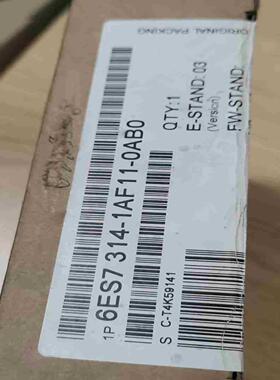 ORIGINAL PACKING
1P 6ES7 314-1AF11-0AB0
QTY:1
E-STAND: 03
(Version)
FW-STAND:
S C-T4K59141